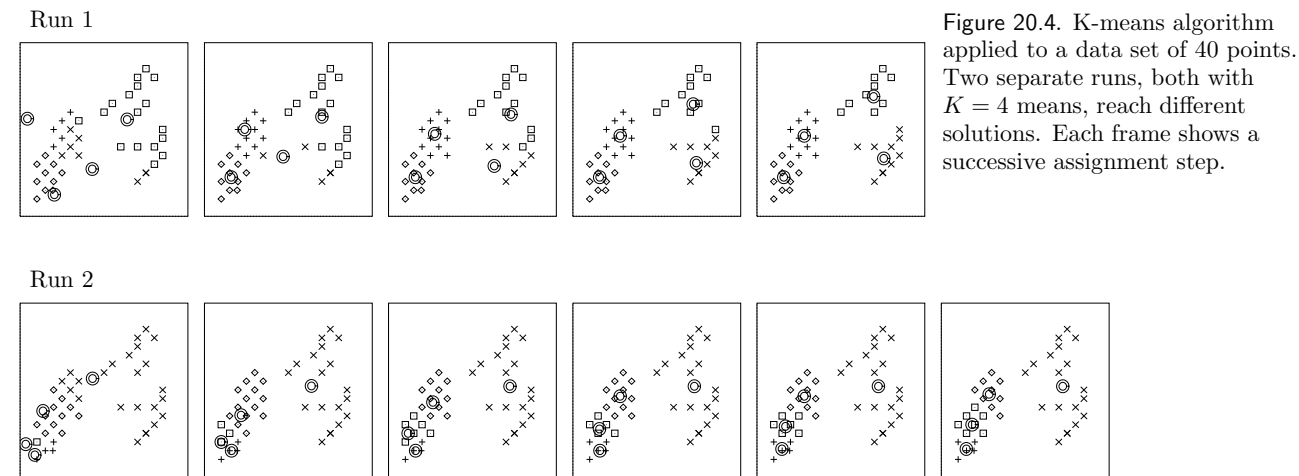 Run 1
Figure 20.4. K-means algorithm
applied to a data set of 40 points.
Two separate runs, both with
K = 4 means, reach different
solutions. Each frame shows a
successive assignment step.
Run 2